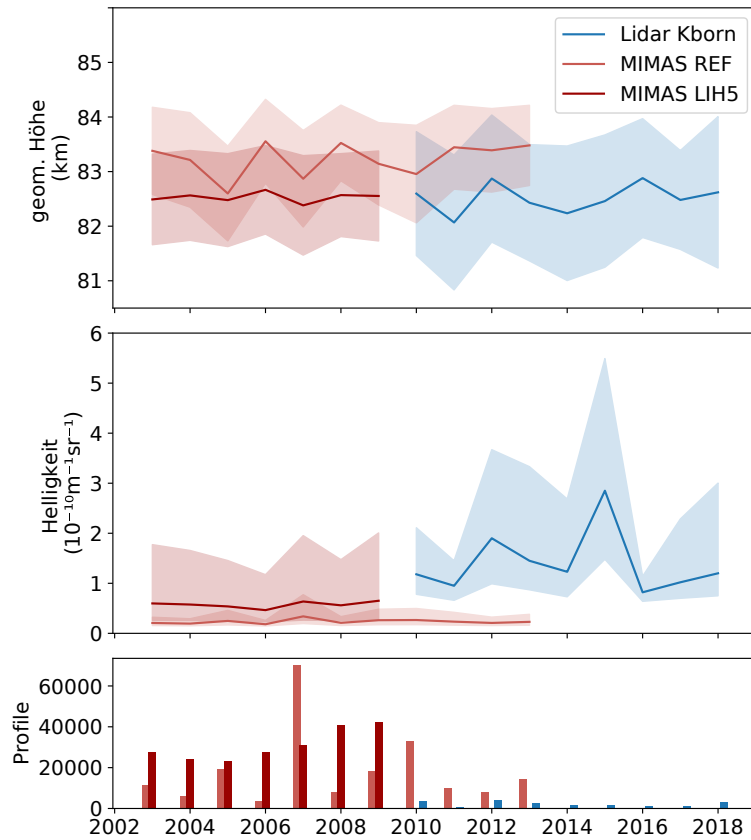 85
84
83
82
81
geom. Höhe
(km)
Lidar Kborn
MIMAS REF
MIMAS LIH5
6
5
4
3
2
1
0
Helligkeit
(10⁻¹⁰m⁻¹sr⁻¹)
60000
40000
20000
0
Profile
2002 2004 2006 2008 2010 2012 2014 2016 2018